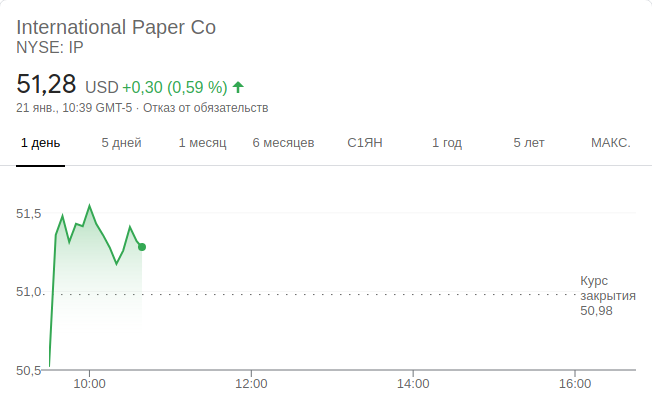 International Paper Co
NYSE: IP
51,28 USD +0,30 (0,59 %)
21 янв., 10:39 GMT-5 · Отказ от обязательств
1 день 5 дней 1 месяц 6 месяцев С1ЯН 1 год 5 лет МАКС.
51,5
51,0
50,5
Курс
закрытия
50,98
10:00 12:00 14:00 16:00